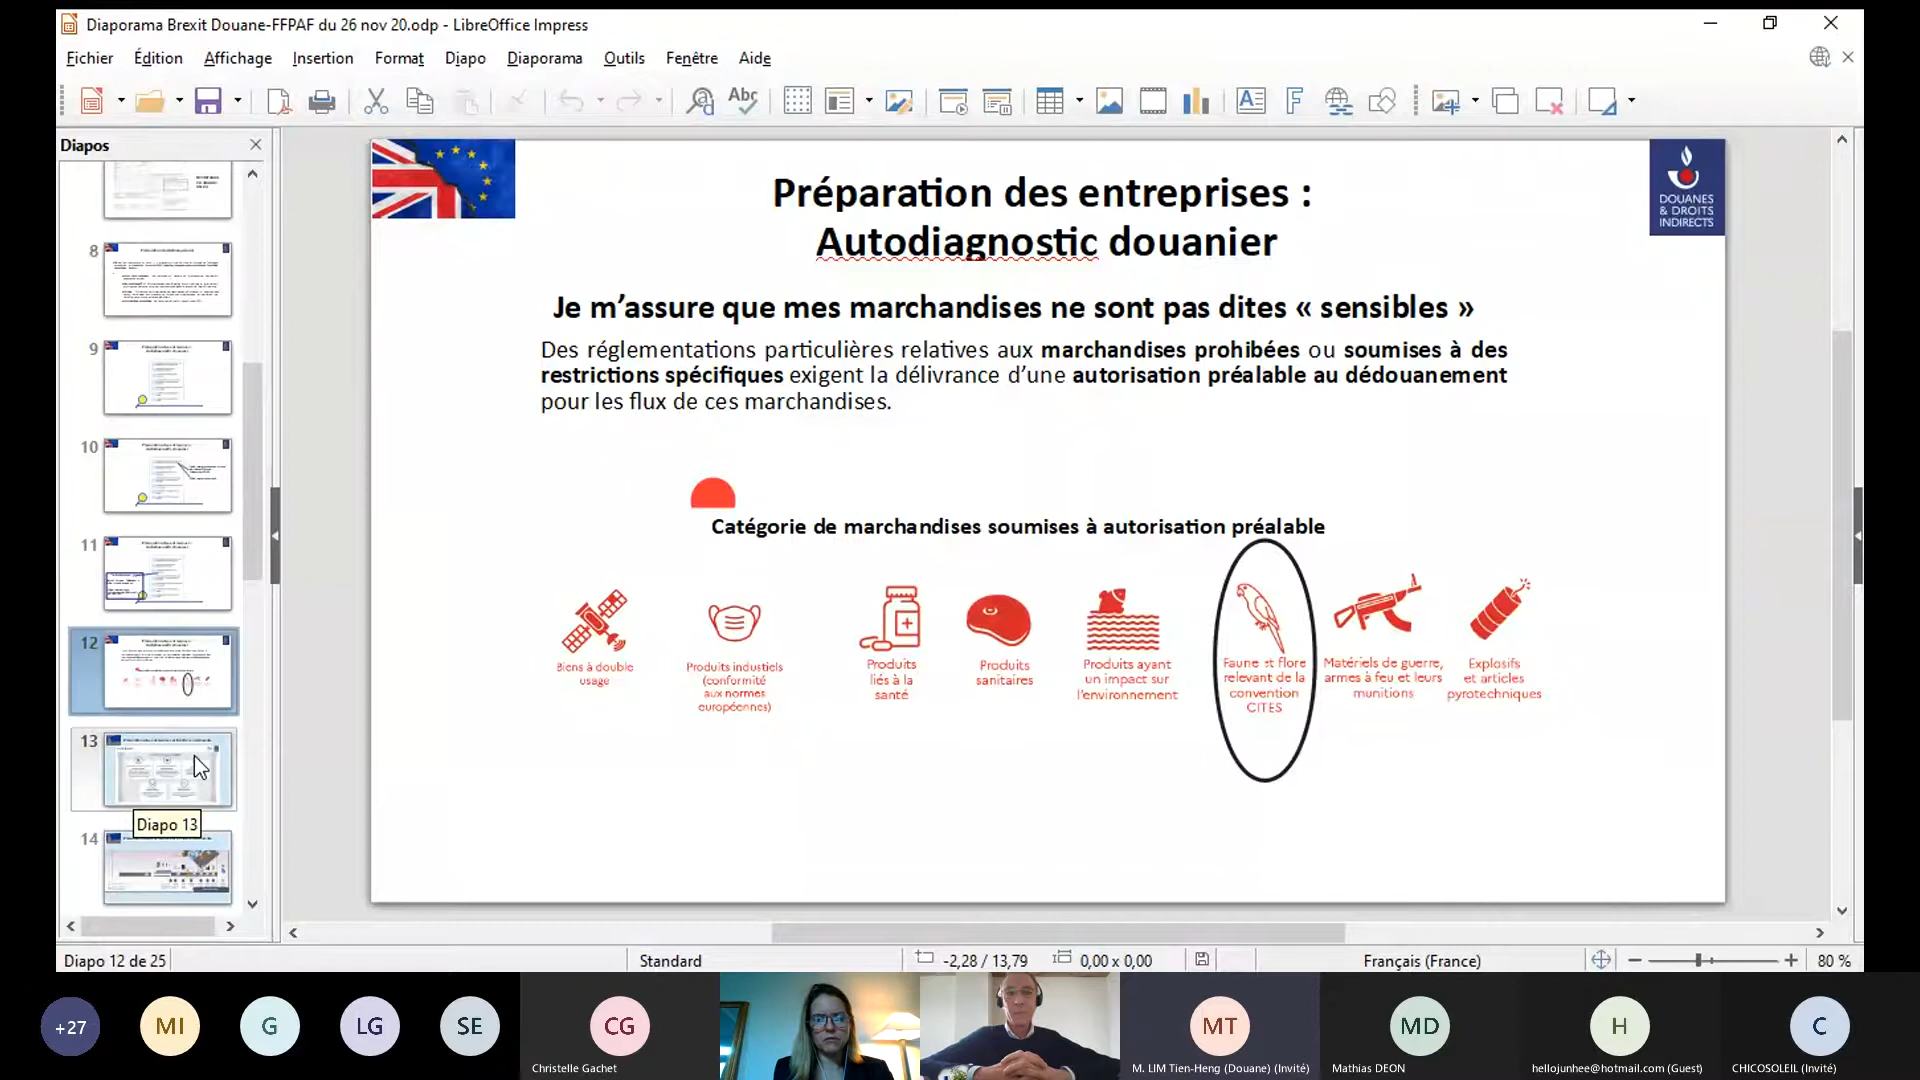 Diaporama Brexit Douane-FFPAF du 26 nov 20.odp - LibreOffice Impress
Fichier Édition Affichage Insertion Format Diapo Diaporama Outils Fenêtre Aide
Abc
Diapos
8
9
10
11
12
13
Diapo 13
14
DOUANES
& DROITS
INDIRECTS
Préparation des entreprises :
Autodiagnostic douanier
Je m’assure que mes marchandises ne sont pas dites « sensibles »
Des réglementations particulières relatives aux marchandises prohibées ou soumises à des
restrictions spécifiques exigent la délivrance d’une autorisation préalable au dédouanement
pour les flux de ces marchandises.
Catégorie de marchandises soumises à autorisation préalable
Biens à double
usage
Produits industiels
(conformité
aux normes
européennes)
Produits
liés à la
santé
Produits
sanitaires
Produits ayant
un impact sur
l'environnement
Faune et flore
relevant de la
convention
CITES
Matériels de guerre,
armes à feu et leurs
munitions
Explosifs
et articles
pyrotechniques
Diapo 12 de 25
Standard
-2,28 / 13,79
0,00 x 0,00
Français (France)
80 %
+27
MI
G
LG
SE
CG
Christelle Gachet
MT
M. LIM Tien-Heng (Douane) (Invité)
MD
Mathias DEON
H
hellojunhee@hotmail.com (Guest)
C
CHICOSOLEIL (Invité)